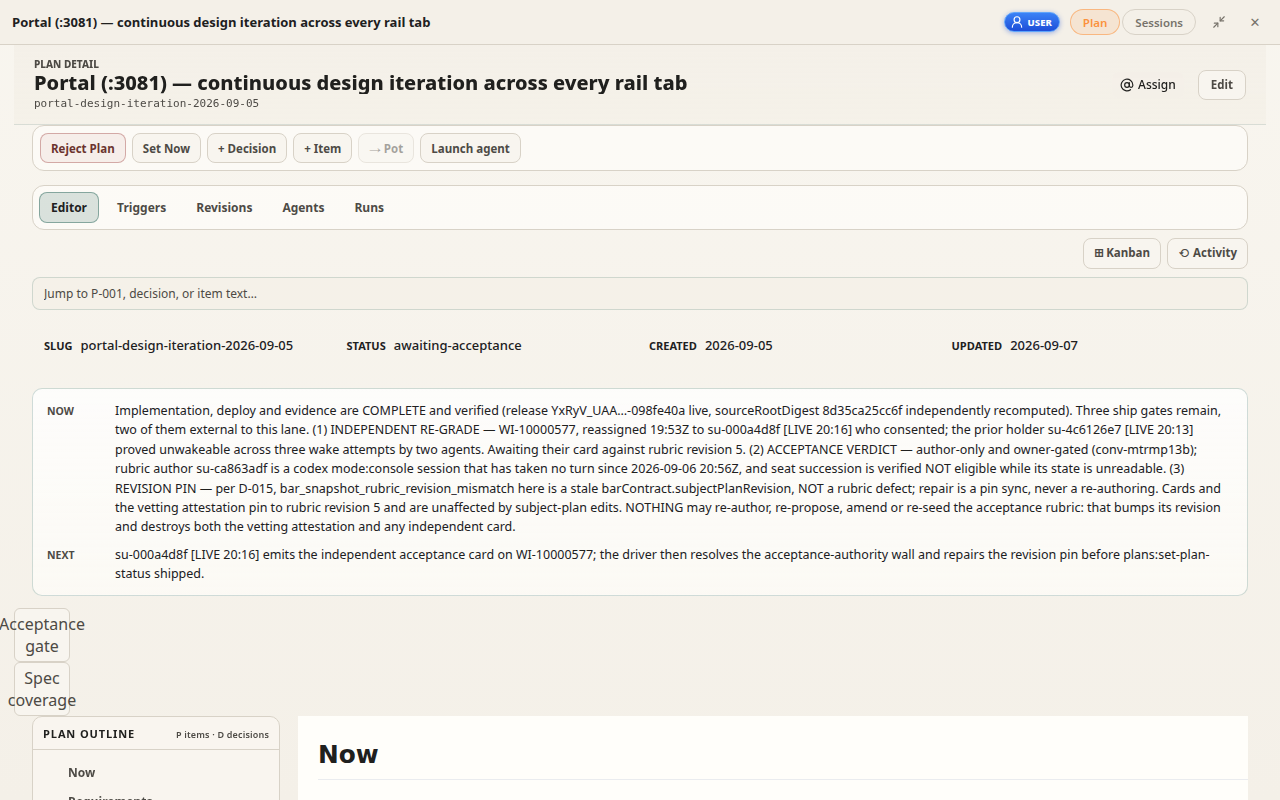 Portal (:3081) — continuous design iteration across every rail tab
USER
Plan
Sessions
PLAN DETAIL
Portal (:3081) — continuous design iteration across every rail tab
portal-design-iteration-2026-09-05
@ Assign
Edit
Reject Plan
Set Now
+ Decision
+ Item
→ Pot
Launch agent
Editor
Triggers
Revisions
Agents
Runs
⊞ Kanban
⟲ Activity
Jump to P-001, decision, or item text...
SLUG portal-design-iteration-2026-09-05
STATUS awaiting-acceptance
CREATED 2026-09-05
UPDATED 2026-09-07
NOW
Implementation, deploy and evidence are COMPLETE and verified (release YxRyV_UAA…-098fe40a live, sourceRootDigest 8d35ca25cc6f independently recomputed). Three ship gates remain,
two of them external to this lane. (1) INDEPENDENT RE-GRADE — WI-10000577, reassigned 19:53Z to su-000a4d8f [LIVE 20:16] who consented; the prior holder su-4c6126e7 [LIVE 20:13]
proved unwakeable across three wake attempts by two agents. Awaiting their card against rubric revision 5. (2) ACCEPTANCE VERDICT — author-only and owner-gated (conv-mtrmp13b);
rubric author su-ca863adf is a codex mode:console session that has taken no turn since 2026-09-06 20:56Z, and seat succession is verified NOT eligible while its state is unreadable. (3)
REVISION PIN — per D-015, bar_snapshot_rubric_revision_mismatch here is a stale barContract.subjectPlanRevision, NOT a rubric defect; repair is a pin sync, never a re-authoring. Cards and
the vetting attestation pin to rubric revision 5 and are unaffected by subject-plan edits. NOTHING may re-author, re-propose, amend or re-seed the acceptance rubric: that bumps its revision
and destroys both the vetting attestation and any independent card.
NEXT
su-000a4d8f [LIVE 20:16] emits the independent acceptance card on WI-10000577; the driver then resolves the acceptance-authority wall and repairs the revision pin before plans:set-plan-
status shipped.
Acceptance
gate
Spec
coverage
PLAN OUTLINE
P items · D decisions
Now
Requirements
Now